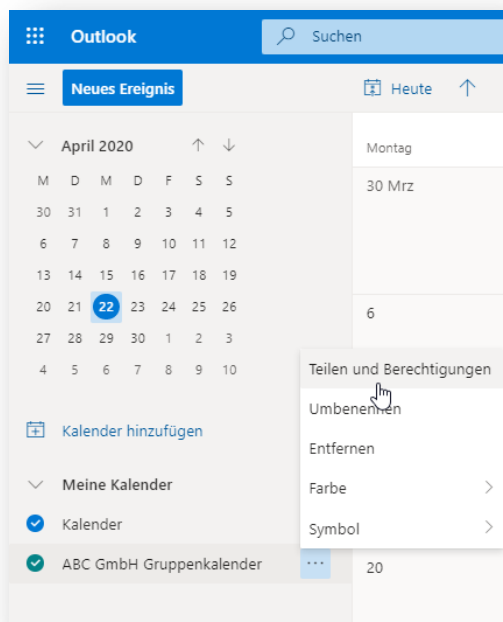 Outlook
Suchen
Neues Ereignis
Heute
April 2020
M D M D F S S
30 31 1 2 3 4 5
6 7 8 9 10 11 12
13 14 15 16 17 18 19
20 21 22 23 24 25 26
27 28 29 30 1 2 3
4 5 6 7 8 9 10
Kalender hinzufügen
Meine Kalender
Kalender
ABC GmbH Gruppenkalender
Montag
30 Mrz
6
Teilen und Berechtigungen
Umbenennen
Entfernen
Farbe
Symbol
20